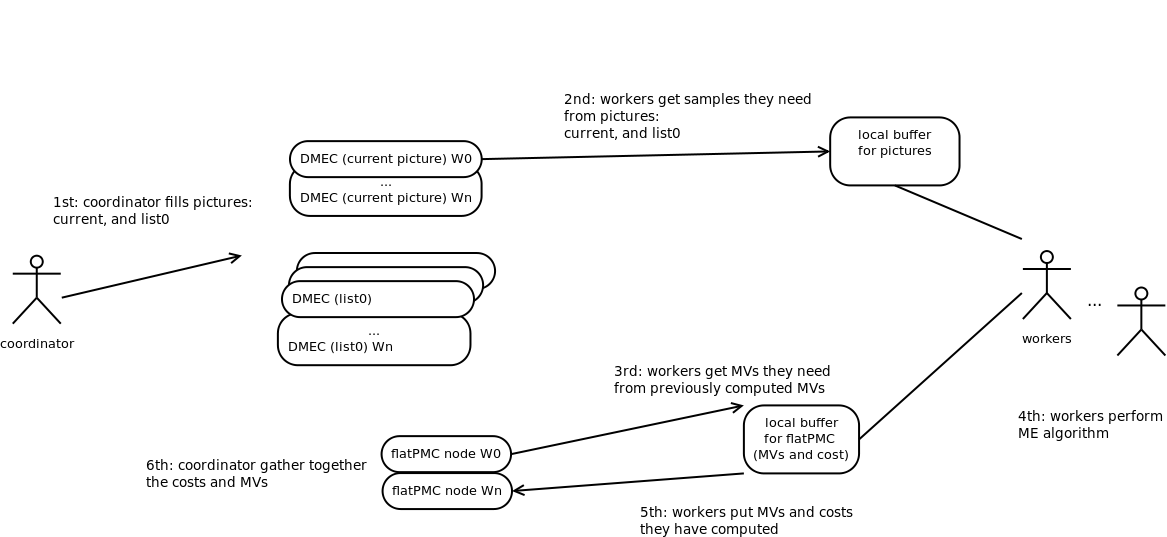 2nd: workers get samples they need
from pictures:
current, and list0
local buffer
for pictures
DMEC (current picture) W0
...
DMEC (current picture) Wn
1st: coordinator fills pictures:
current, and list0
DMEC (list0)
...
DMEC (list0) Wn
coordinator
...
workers
3rd: workers get MVs they need
from previously computed MVs
4th: workers perform
ME algorithm
local buffer
for flatPMC
(MVs and cost)
flatPMC node W0
flatPMC node Wn
6th: coordinator gather together
the costs and MVs
5th: workers put MVs and costs
they have computed